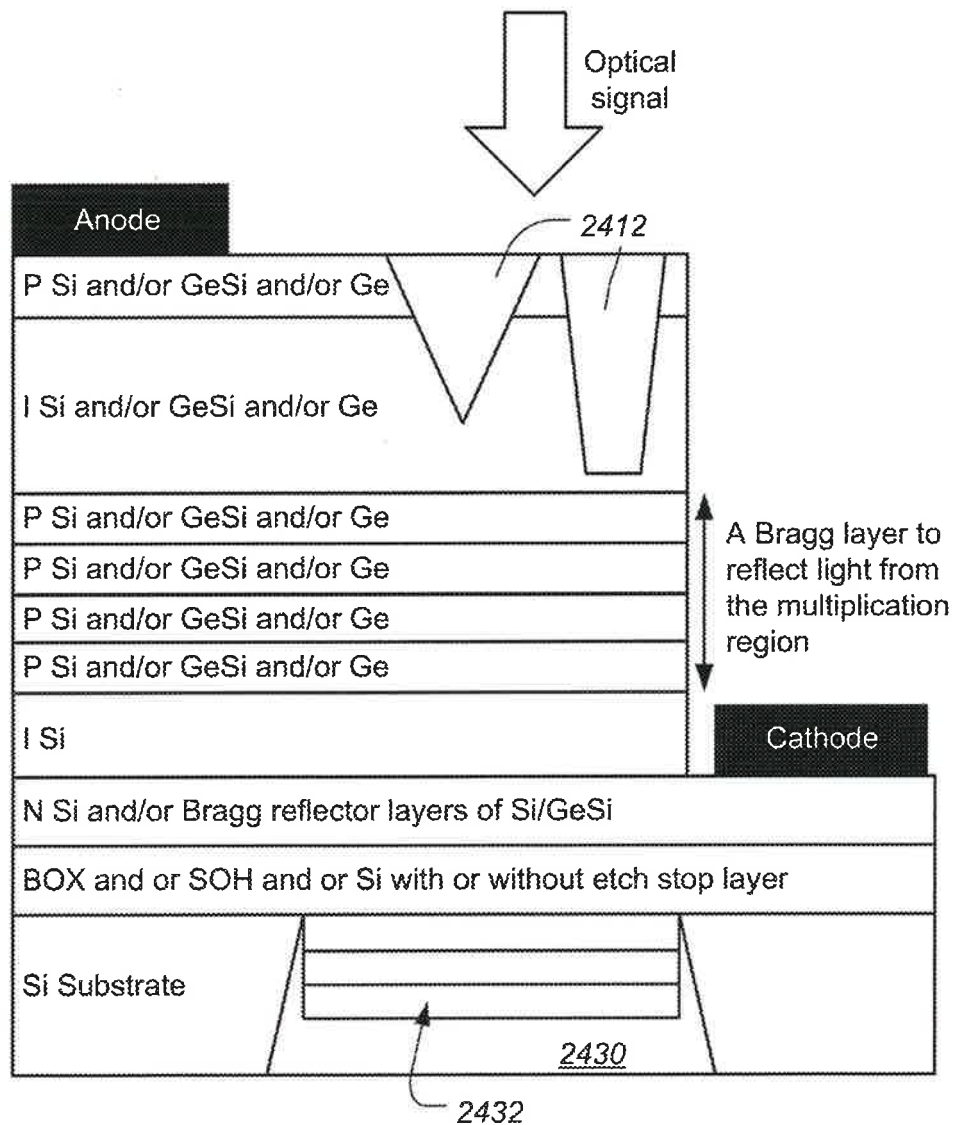 Optical
signal
Anode
2412
P Si and/or GeSi and/or Ge
I Si and/or GeSi and/or Ge
P Si and/or GeSi and/or Ge
P Si and/or GeSi and/or Ge
P Si and/or GeSi and/or Ge
P Si and/or GeSi and/or Ge
A Bragg layer to
reflect light from
the multiplication
region
I Si
Cathode
N Si and/or Bragg reflector layers of Si/GeSi
BOX and or SOH and or Si with or without etch stop layer
Si Substrate
2430
2432